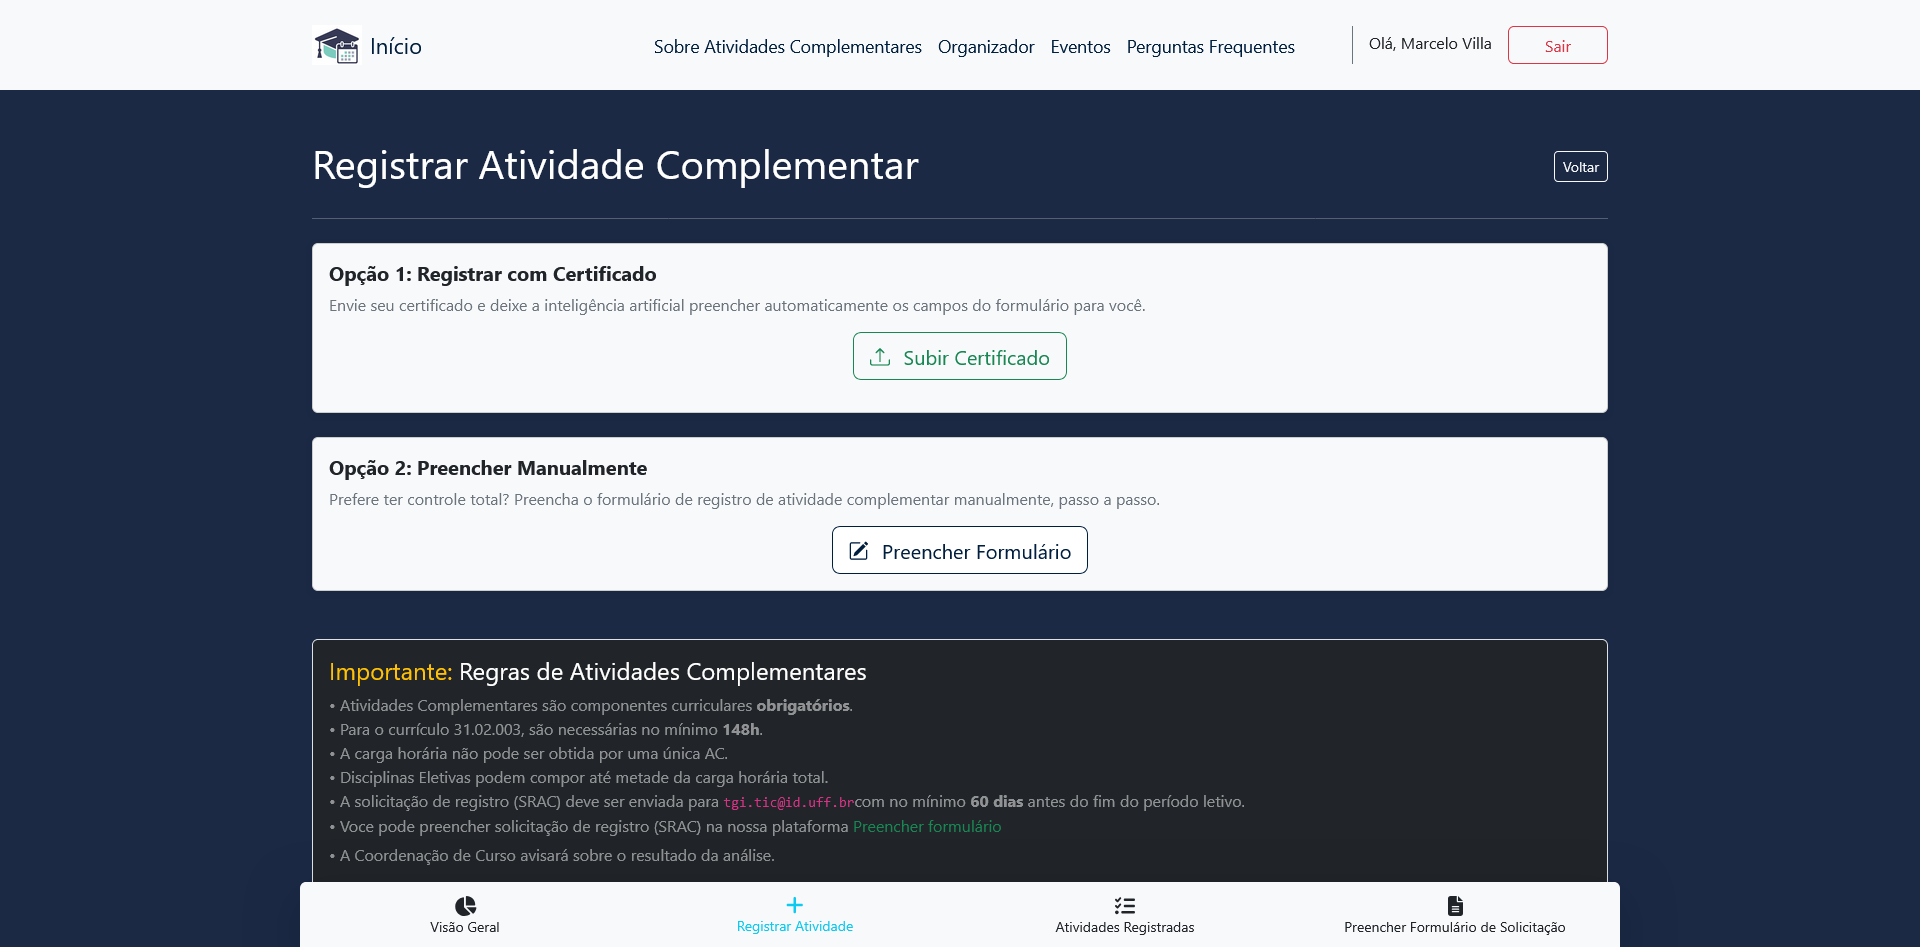 Início
Sobre Atividades Complementares
Organizador
Eventos
Perguntas Frequentes
Olá, Marcelo Villa
Sair
Registrar Atividade Complementar
Voltar
Opção 1: Registrar com Certificado
Envie seu certificado e deixe a inteligência artificial preencher automaticamente os campos do formulário para você.
Subir Certificado
Opção 2: Preencher Manualmente
Prefere ter controle total? Preencha o formulário de registro de atividade complementar manualmente, passo a passo.
Preencher Formulário
Importante: Regras de Atividades Complementares
• Atividades Complementares são componentes curriculares obrigatórios.
• Para o currículo 31.02.003, são necessárias no mínimo 148h.
• A carga horária não pode ser obtida por uma única AC.
• Disciplinas Eletivas podem compor até metade da carga horária total.
• A solicitação de registro (SRAC) deve ser enviada para tgi.tic@id.uff.brcom no mínimo 60 dias antes do fim do período letivo.
• Voce pode preencher solicitação de registro (SRAC) na nossa plataforma Preencher formulário
• A Coordenação de Curso avisará sobre o resultado da análise.
Visão Geral
Registrar Atividade
Atividades Registradas
Preencher Formulário de Solicitação